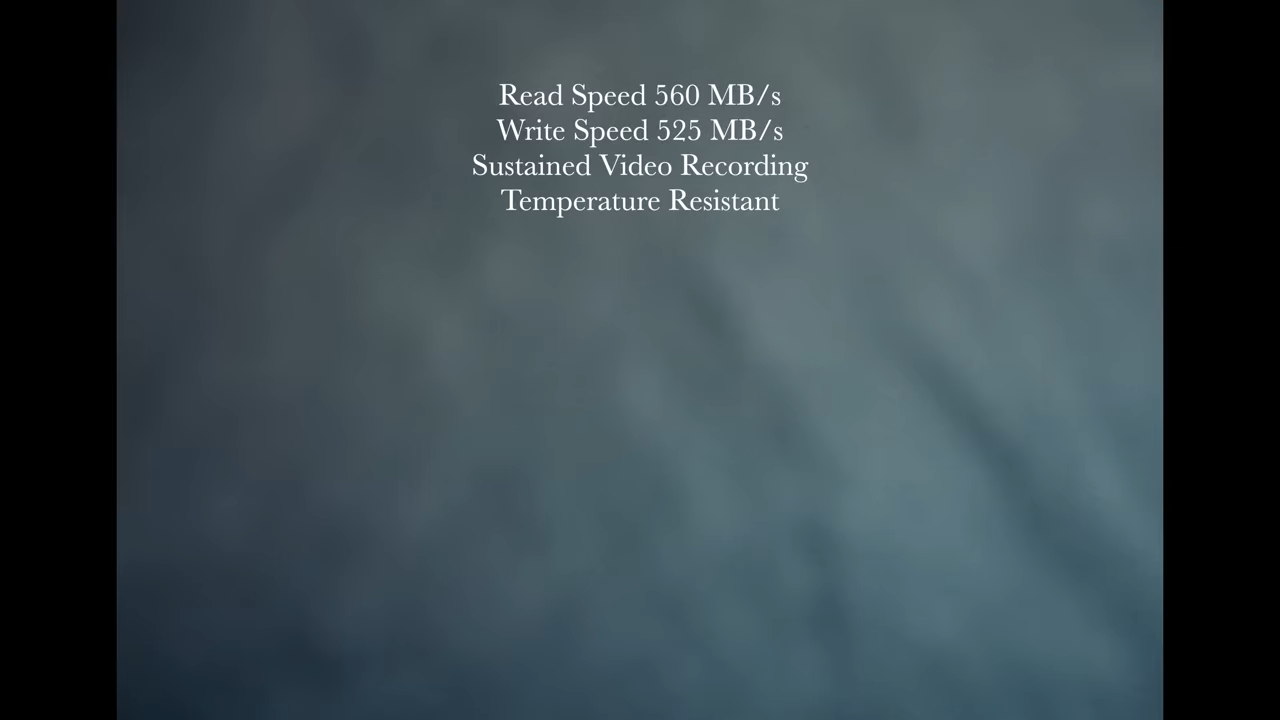 Read Speed 560 MB/s
Write Speed 525 MB/s
Sustained Video Recording
Temperature Resistant